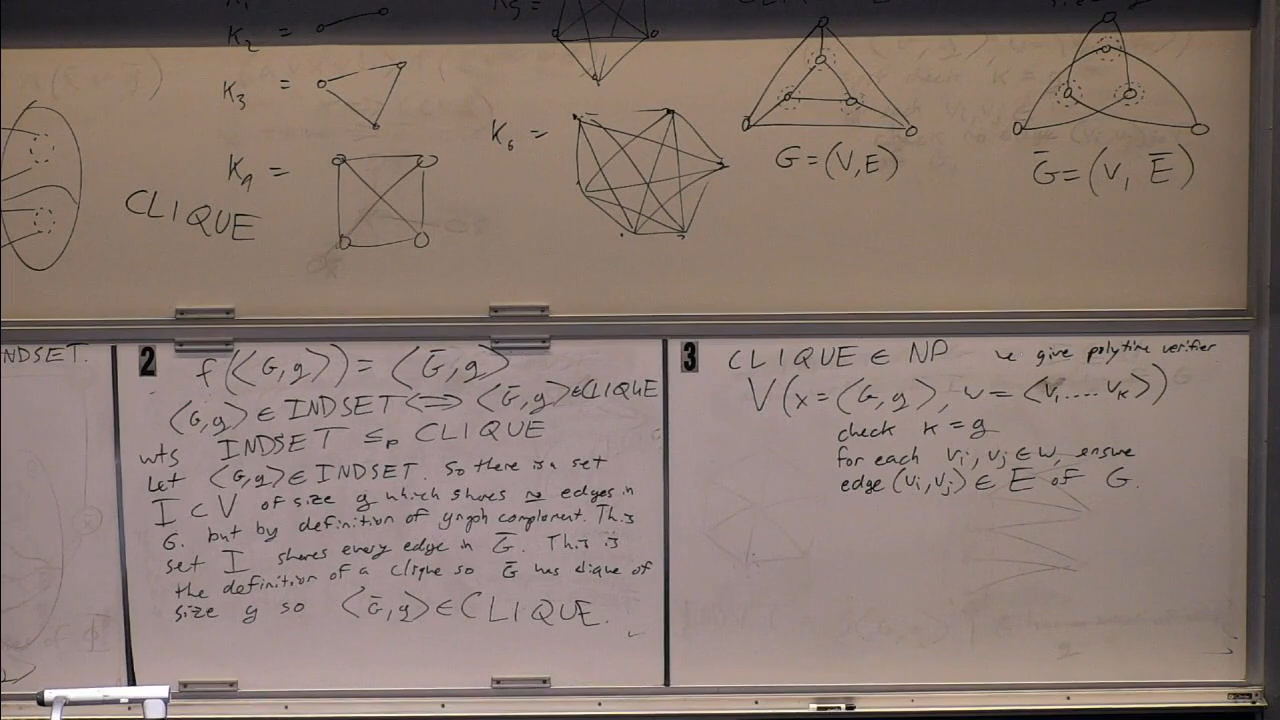 K₂ =
K₃ =
K₄ =
CLIQUE
K₅ =
K₆ =
G = (V, E)
Ḡ = (V, Ē)
NDSET.
2
f(⟨G,g⟩) = ⟨Ḡ,g⟩
⟨G,g⟩ ∈ INDSET ⟺ ⟨Ḡ,g⟩ ∈ CLIQUE
wts INDSET ≤ₚ CLIQUE
Let ⟨G,g⟩ ∈ INDSET. So there is a set
I ⊂ V of size g which shares no edges in
G. but by definition of graph complement. This
set I shares every edge in Ḡ. This is
the definition of a clique so Ḡ has clique of
size g so ⟨Ḡ,g⟩ ∈ CLIQUE.
3
CLIQUE ∈ NP we give polytime verifier
V(x = ⟨G,g⟩, w = ⟨v₁....vₖ⟩)
check k = g
for each vᵢ, vⱼ ∈ w, ensure
edge (vᵢ,vⱼ) ∈ E of G.